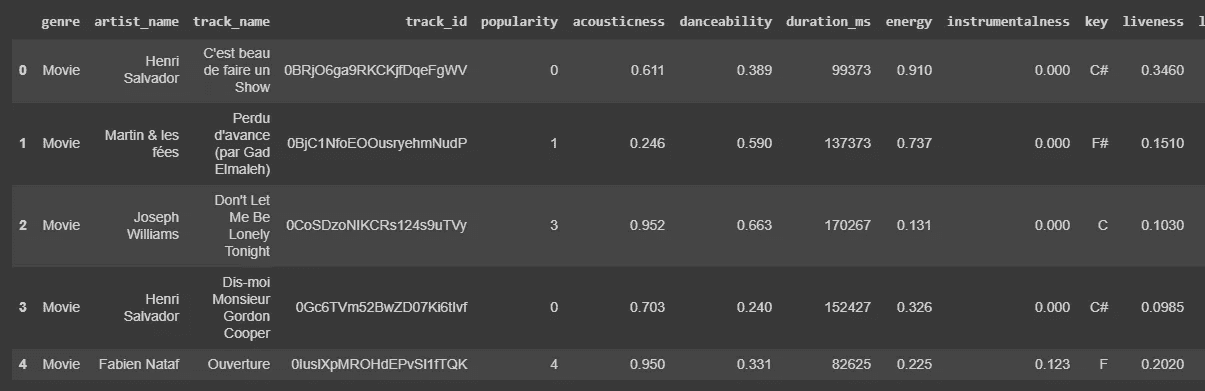 genre artist_name track_name track_id popularity acousticness danceability duration_ms energy instrumentalness key liveness l
C'est beau
Henri de faire un
0 Movie 0BRjO6ga9RKCKjfDqeFgWV 0 0.611 0.389 99373 0.910 0.000 C# 0.3460
Salvador Show
Perdu
Martin & les d'avance
1 Movie 0BjC1NfoEOOusryehmNudP 1 0.246 0.590 137373 0.737 0.000 F# 0.1510
fées (par Gad
Elmaleh)
Don't Let
Joseph Me Be
2 Movie 0CoSDzoNIKCRs124s9uTVy 3 0.952 0.663 170267 0.131 0.000 C 0.1030
Williams Lonely
Tonight
Dis-moi
Henri Monsieur
3 Movie 0Gc6TVm52BwZD07Ki6tIvf 0 0.703 0.240 152427 0.326 0.000 C# 0.0985
Salvador Gordon
Cooper
4 Movie Fabien Nataf Ouverture 0IuslXpMROHdEPvSl1fTQK 4 0.950 0.331 82625 0.225 0.123 F 0.2020